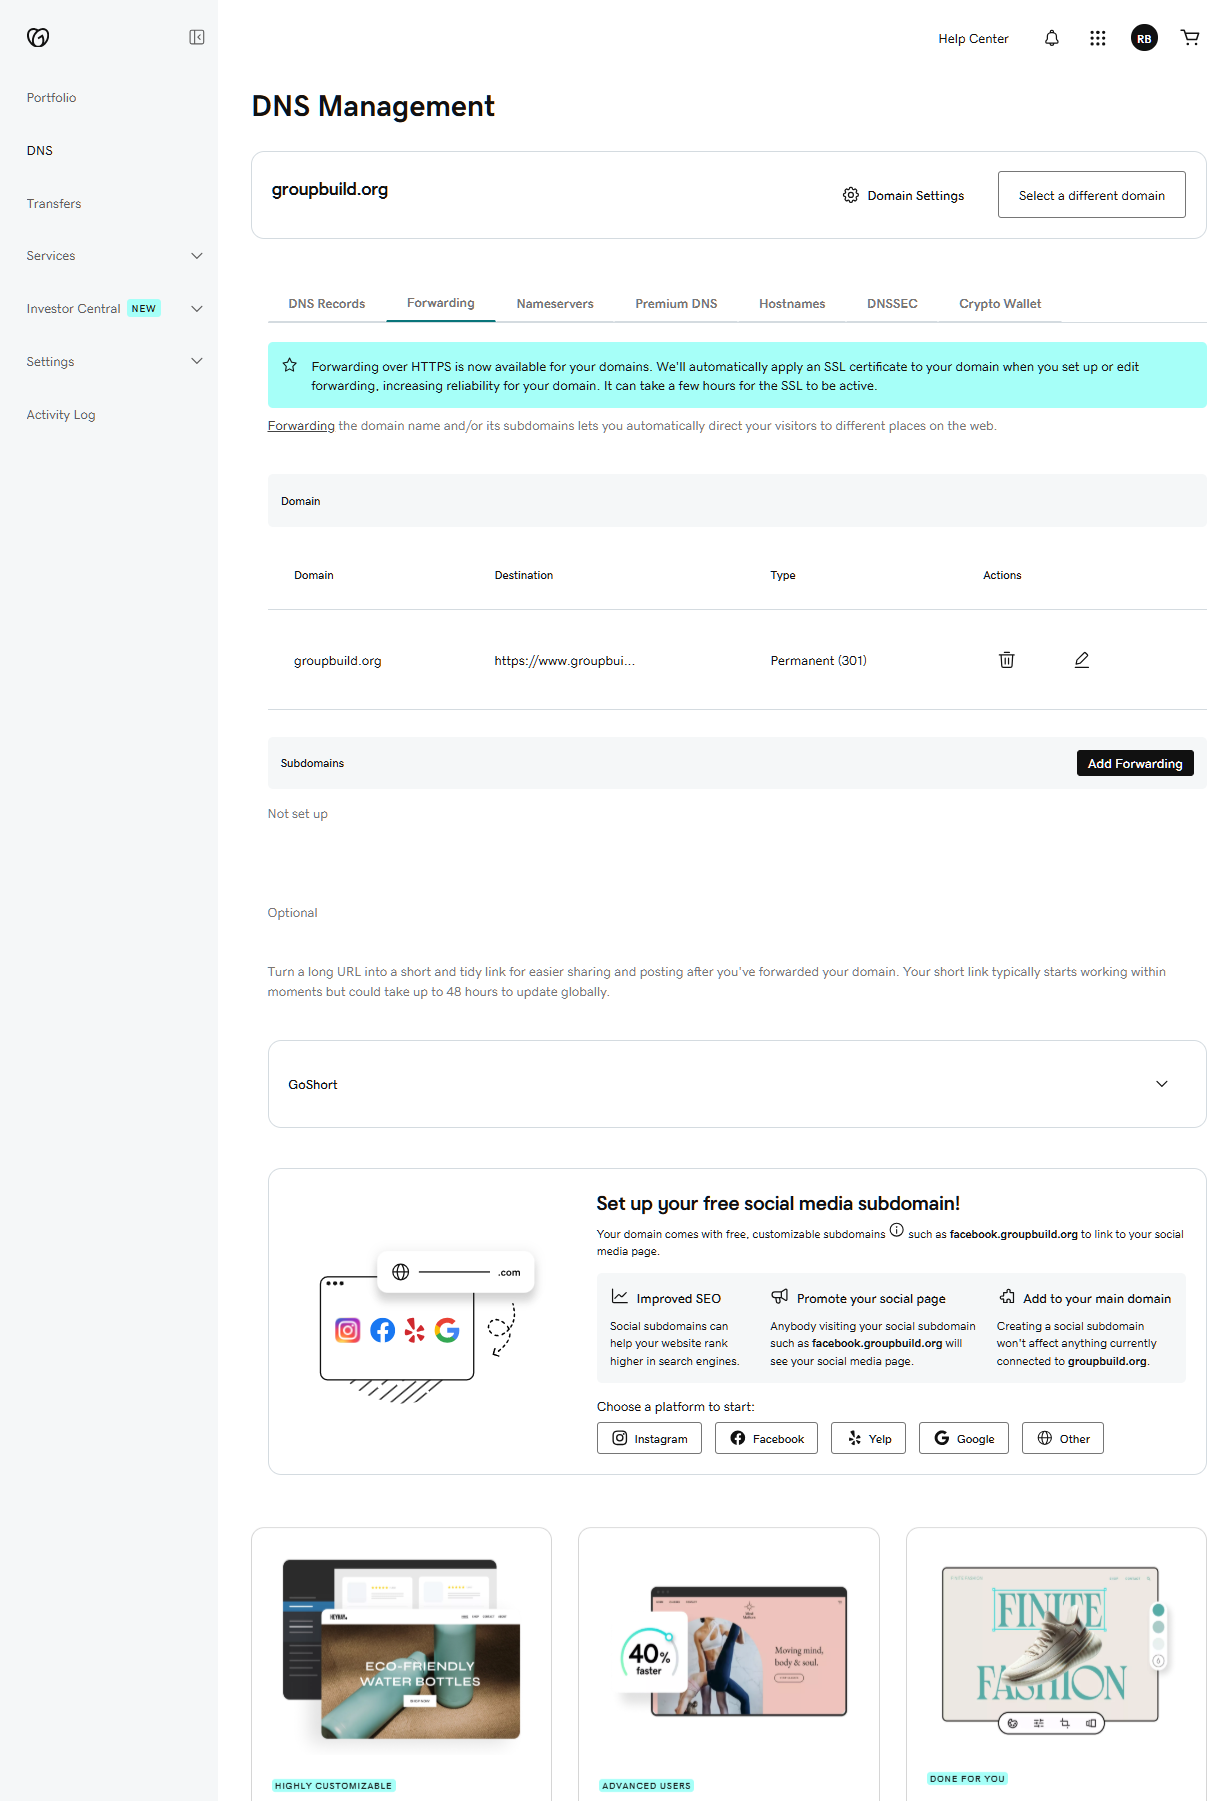 Help Center
RB
Portfolio
DNS
Transfers
Services
Investor Central NEW
Settings
Activity Log
DNS Management
groupbuild.org
Domain Settings
Select a different domain
DNS Records
Forwarding
Nameservers
Premium DNS
Hostnames
DNSSEC
Crypto Wallet
Forwarding over HTTPS is now available for your domains. We'll automatically apply an SSL certificate to your domain when you set up or edit
forwarding, increasing reliability for your domain. It can take a few hours for the SSL to be active.
Forwarding the domain name and/or its subdomains lets you automatically direct your visitors to different places on the web.
Domain
Domain Destination Type Actions
groupbuild.org https://www.groupbui... Permanent (301)
Subdomains
Add Forwarding
Not set up
Optional
Turn a long URL into a short and tidy link for easier sharing and posting after you've forwarded your domain. Your short link typically starts working within
moments but could take up to 48 hours to update globally.
GoShort
.com
Set up your free social media subdomain!
Your domain comes with free, customizable subdomains such as facebook.groupbuild.org to link to your social
media page.
Improved SEO
Social subdomains can
help your website rank
higher in search engines.
Promote your social page
Anybody visiting your social subdomain
such as facebook.groupbuild.org will
see your social media page.
Add to your main domain
Creating a social subdomain
won't affect anything currently
connected to groupbuild.org.
Choose a platform to start:
Instagram
Facebook
Yelp
Google
Other
ECO-FRIENDLY
WATER BOTTLES
SHOP NOW
HIGHLY CUSTOMIZABLE
40%
faster
Moving mind,
body & soul.
ADVANCED USERS
FINITE
FASHION
DONE FOR YOU